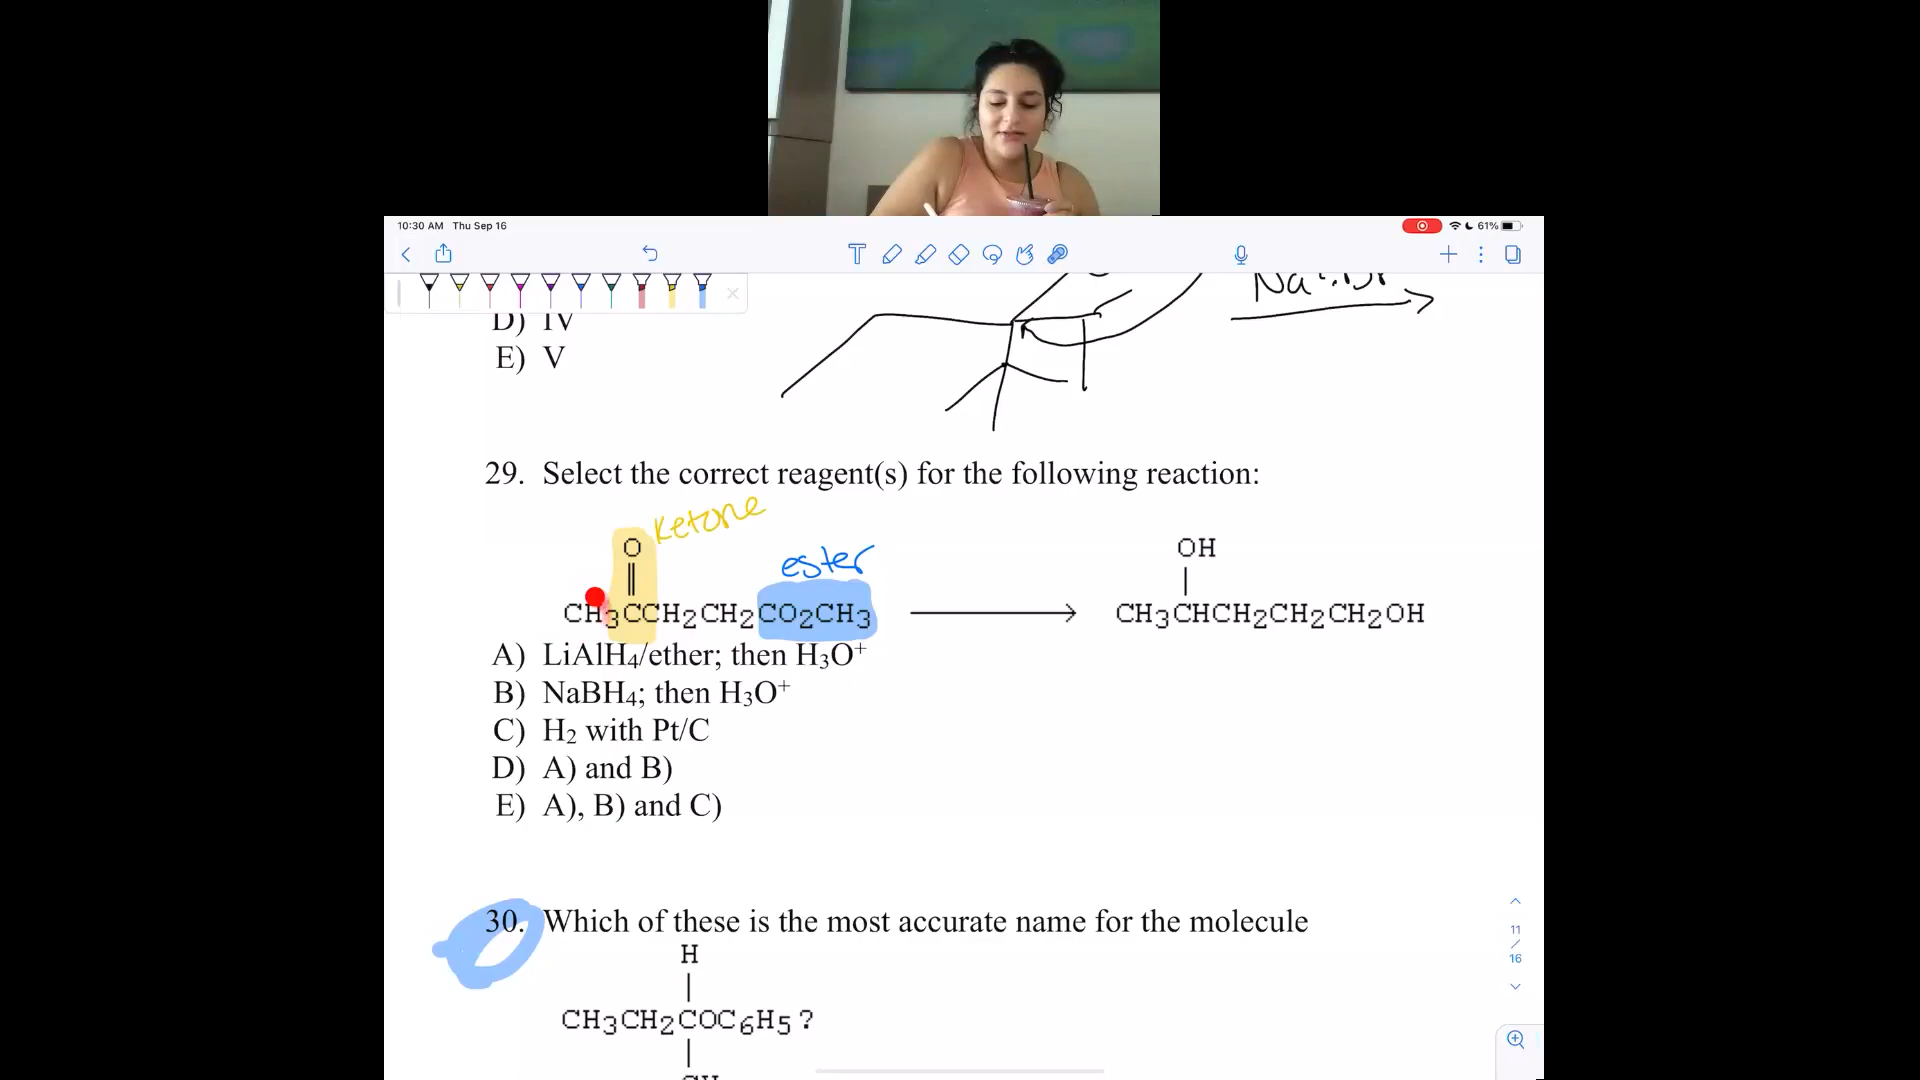 10:30 AM Thu Sep 16
61%
D) IV
E) V
29. Select the correct reagent(s) for the following reaction:
Ketone
ester
O
OH
CH3CCH2CH2CO2CH3
CH3CHCH2CH2CH2OH
A) LiAlH4/ether; then H3O+
B) NaBH4; then H3O+
C) H2 with Pt/C
D) A) and B)
E) A), B) and C)
30. Which of these is the most accurate name for the molecule
H
CH3CH2COC6H5?
11
/
16